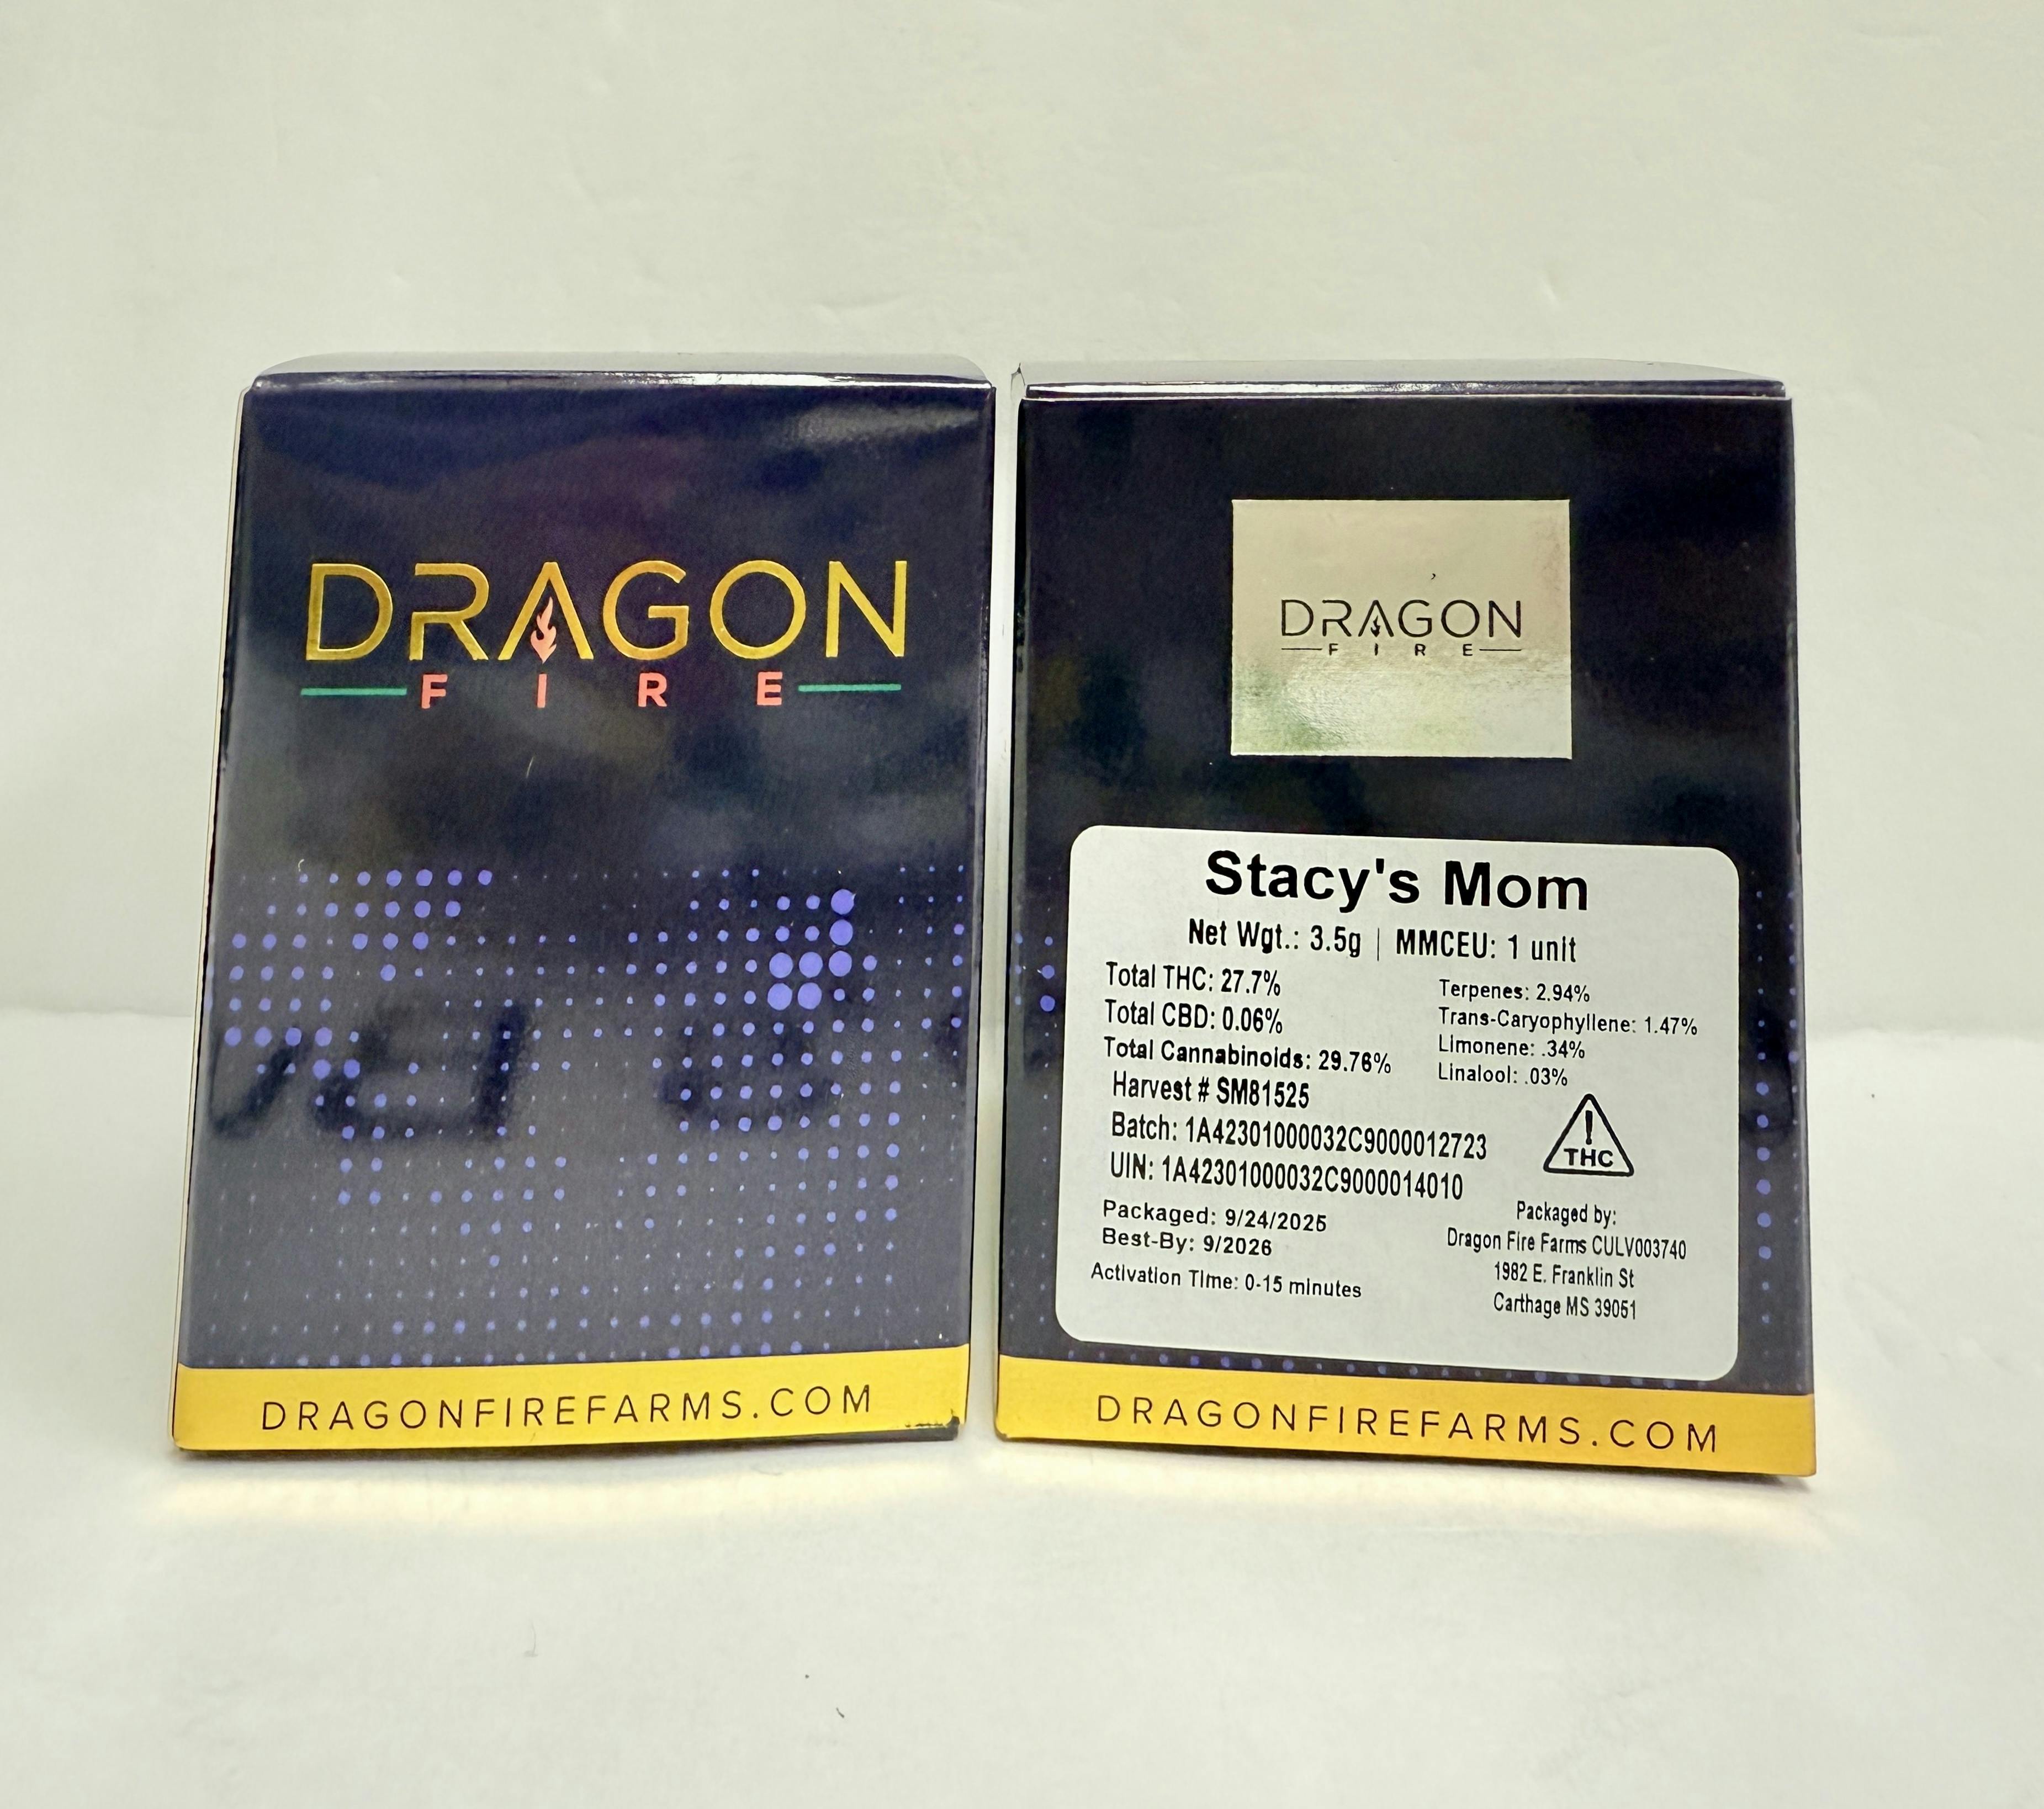 DRAGON
FIRE
DRAGONFIREFARMS.COM
DRAGON
FIRE
Stacy's Mom
Net Wgt.: 3.5g | MMCEU: 1 unit
Total THC: 27.7%
Total CBD: 0.06%
Total Cannabinoids: 29.76%
Terpenes: 2.94%
Trans-Caryophyllene: 1.47%
Limonene: .34%
Linalool: .03%
Harvest # SM81525
Batch: 1A42301000032C9000012723
UIN: 1A42301000032C9000014010
THC
Packaged: 9/24/2025
Best-By: 9/2026
Activation Time: 0-15 minutes
Packaged by:
Dragon Fire Farms CULV003740
1982 E. Franklin St
Carthage MS 39051
DRAGONFIREFARMS.COM